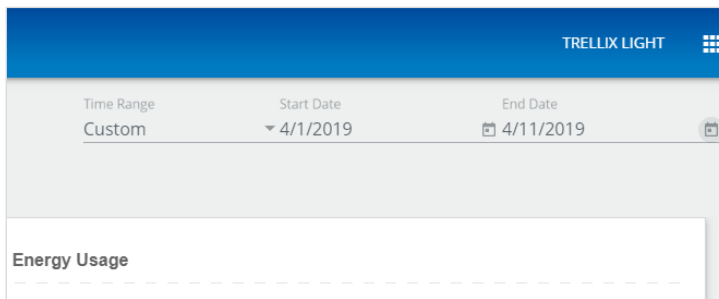 TRELLIX LIGHT
Time Range Start Date End Date
Custom 4/1/2019 4/11/2019
Energy Usage